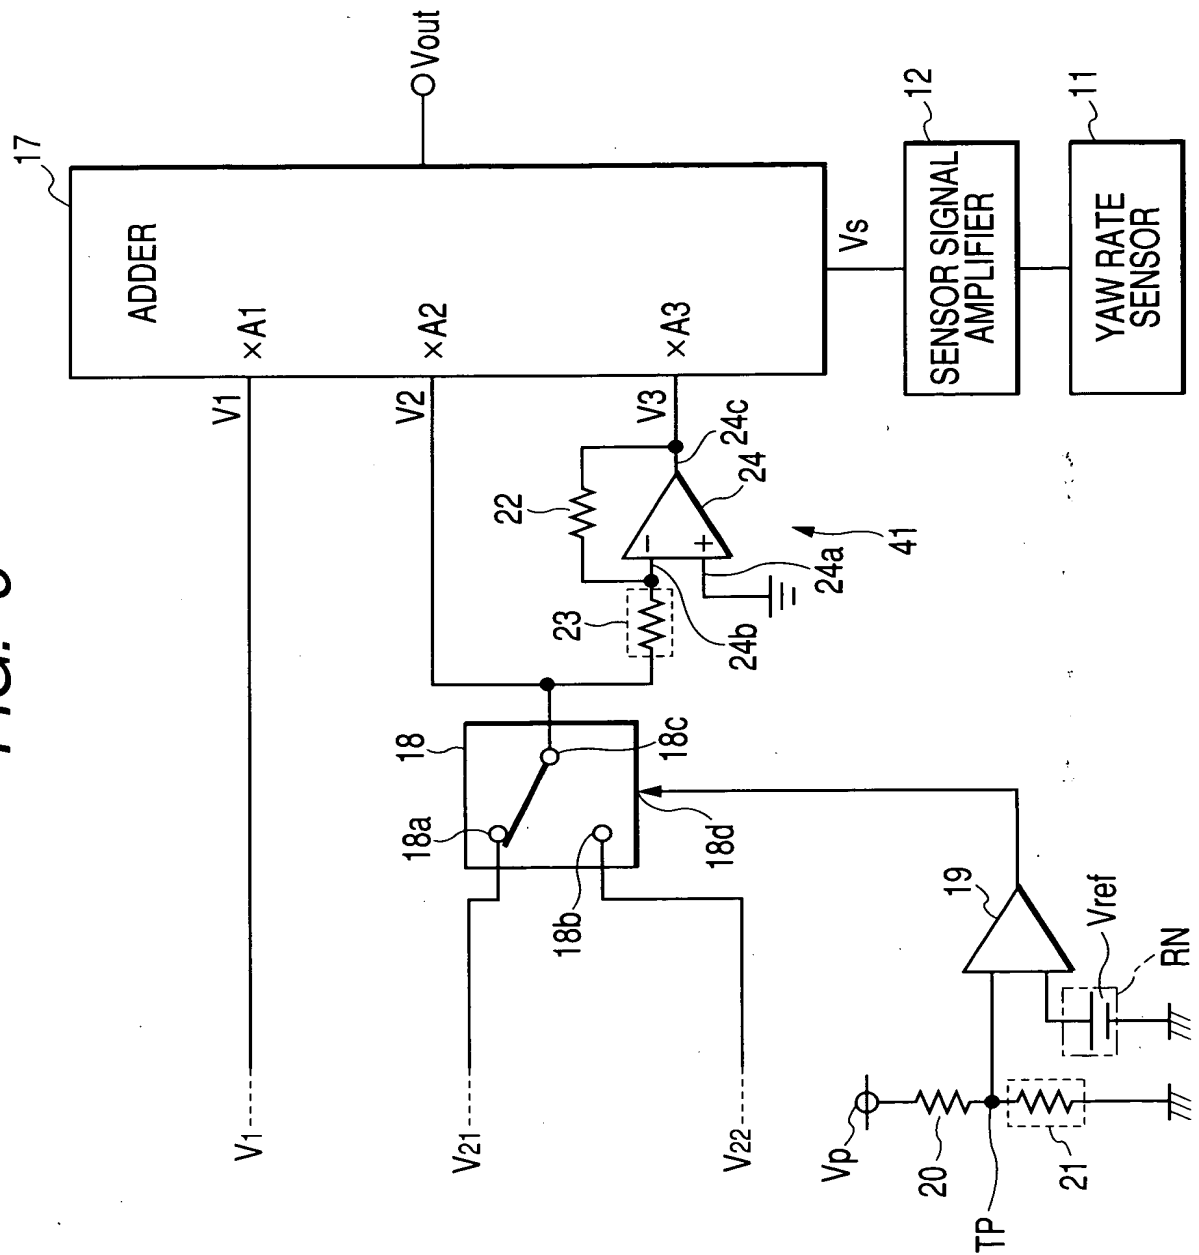 17
ADDER
Vout
×A1
×A2
×A3
V1
V2
V3
Vs
12
SENSOR SIGNAL
AMPLIFIER
11
YAW RATE
SENSOR
22
23
24c
24
24a
24b
41
18
18a
18b
18c
18d
V1
V21
V22
19
Vref
RN
Vp
20
21
TP